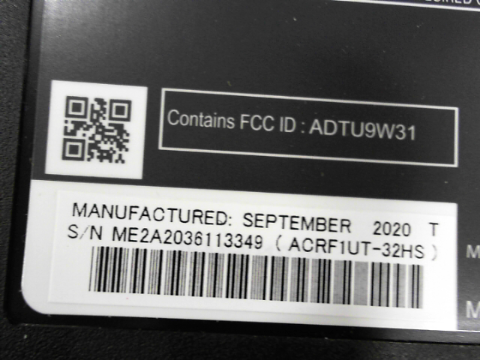 Contains FCC ID : ADTU9W31
MANUFACTURED: SEPTEMBER 2020 T
S/N ME2A2036113349 ( ACRF1UT-32HS )
M
M